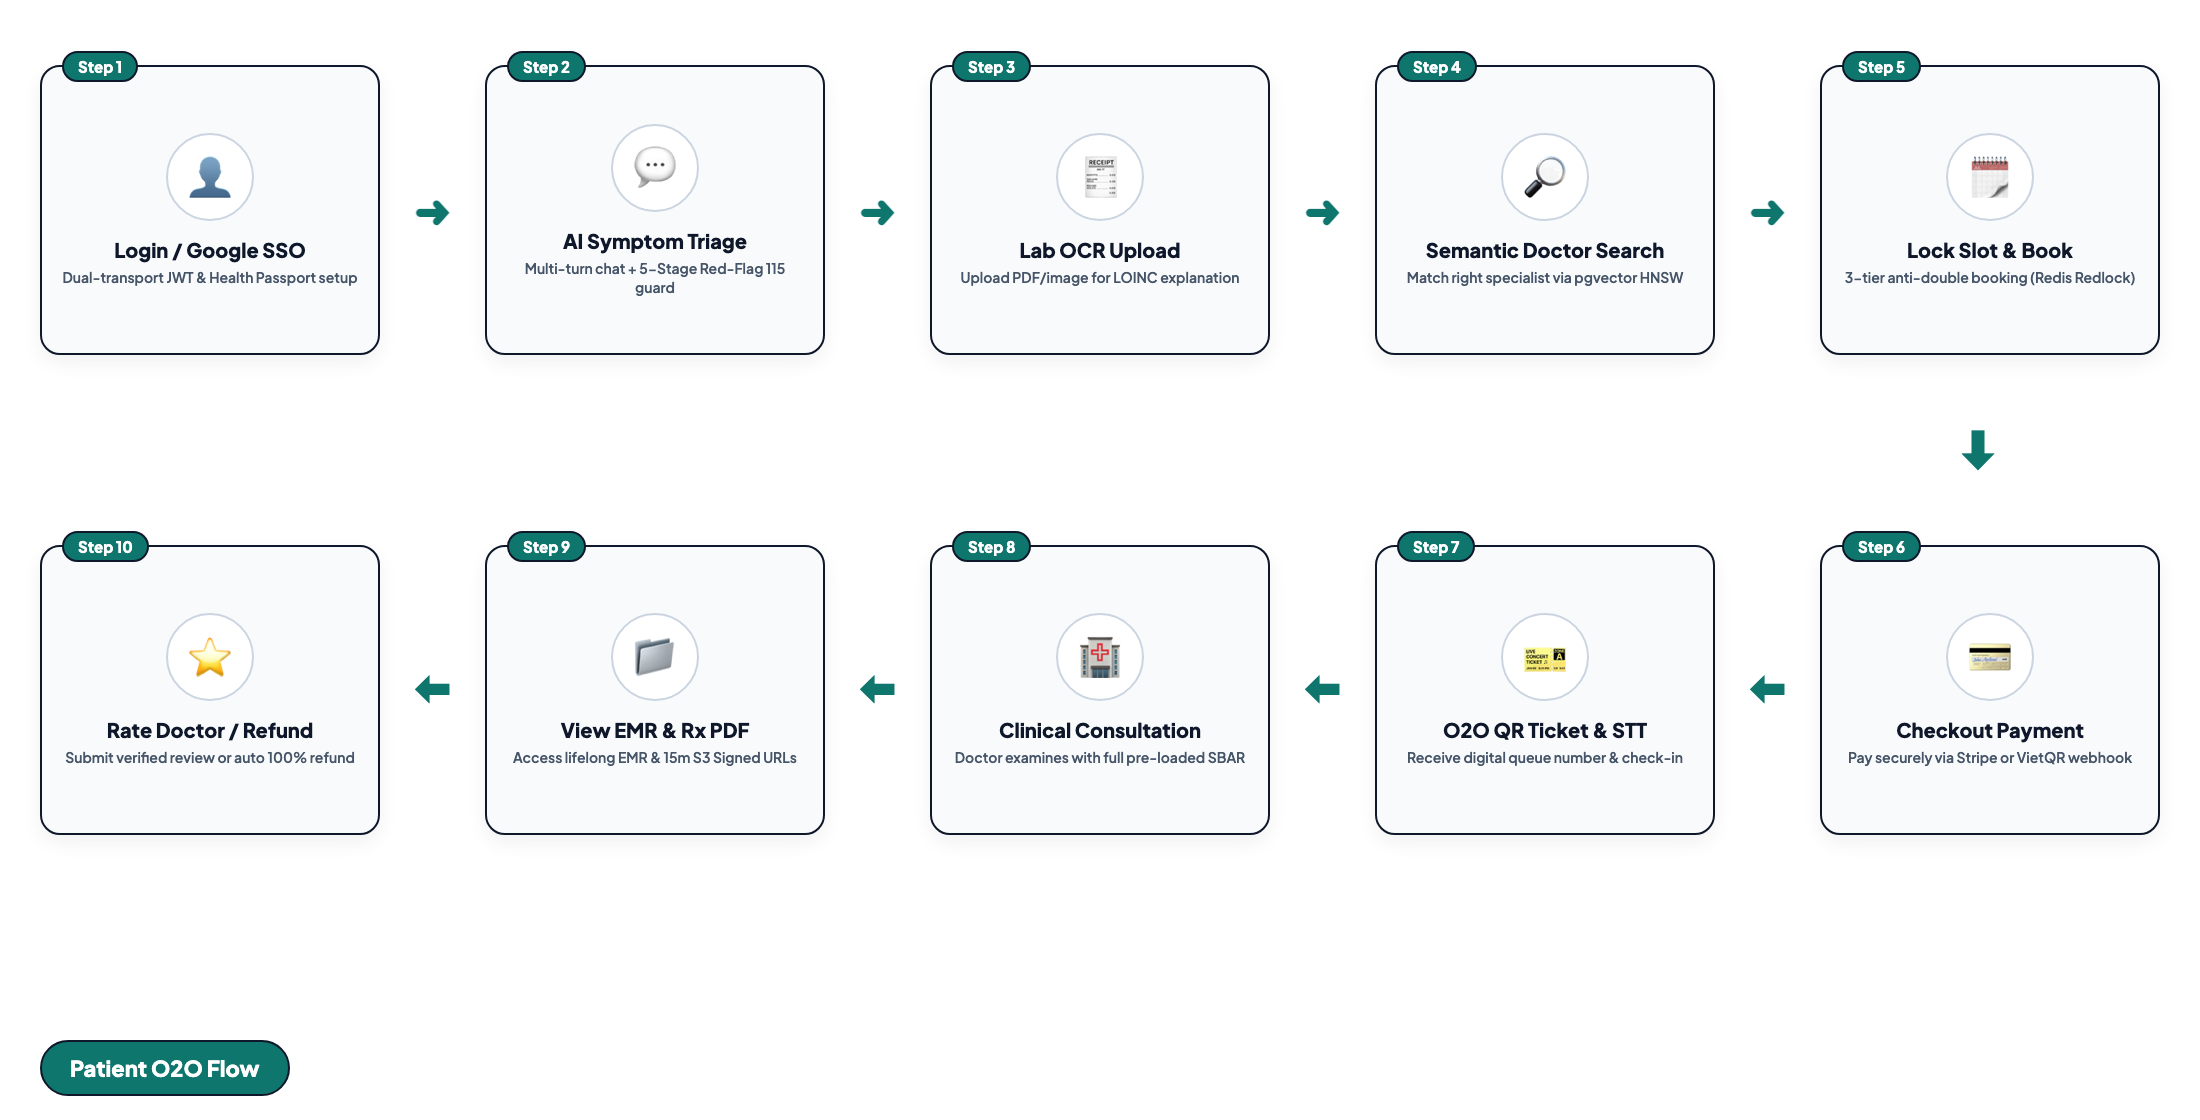 Step 1
Login / Google SSO
Dual-transport JWT & Health Passport setup
Step 2
AI Symptom Triage
Multi-turn chat + 5-Stage Red-Flag 115
guard
Step 3
RECEIPT
Lab OCR Upload
Upload PDF/image for LOINC explanation
Step 4
Semantic Doctor Search
Match right specialist via pgvector HNSW
Step 5
Lock Slot & Book
3-tier anti-double booking (Redis Redlock)
Step 6
Checkout Payment
Pay securely via Stripe or VietQR webhook
Step 7
LIVE
CONCERT
TICKET
A
O2O QR Ticket & STT
Receive digital queue number & check-in
Step 8
Clinical Consultation
Doctor examines with full pre-loaded SBAR
Step 9
View EMR & Rx PDF
Access lifelong EMR & 15m S3 Signed URLs
Step 10
Rate Doctor / Refund
Submit verified review or auto 100% refund
Patient O2O Flow